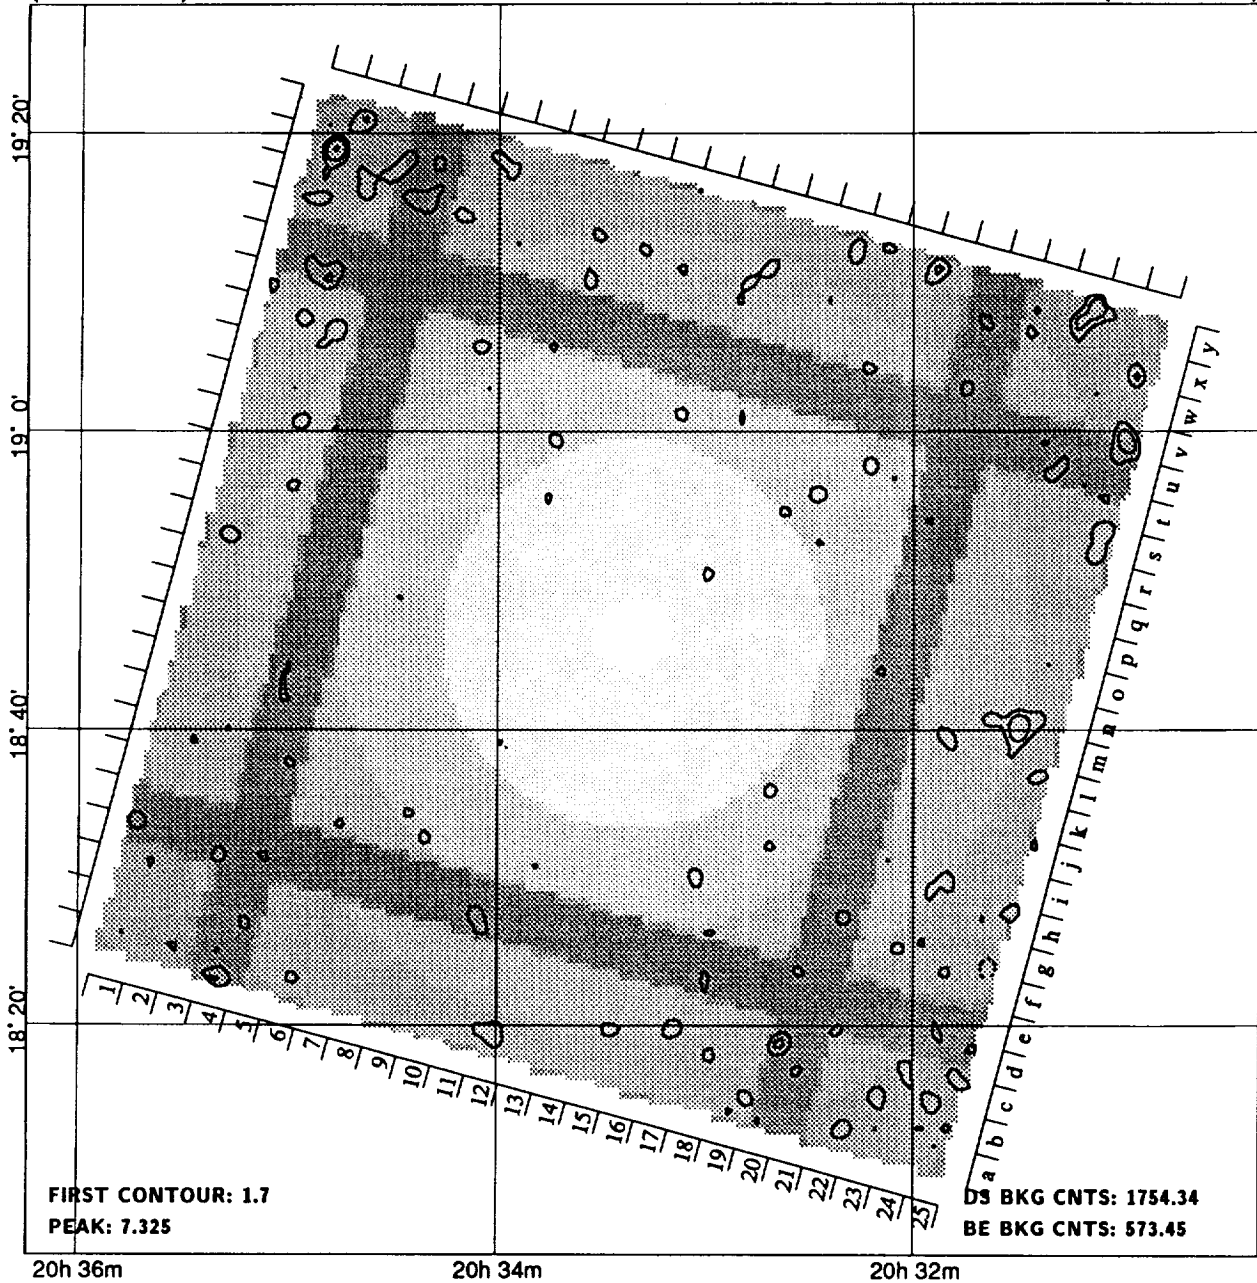 19° 20'
19° 0'
18° 40'
18° 20'
y
x
w
v
u
t
s
r
q
p
o
n
m
l
k
j
i
h
g
f
e
d
c
b
a
1 2 3 4 5 6 7 8 9 10 11 12 13 14 15 16 17 18 19 20 21 22 23 24 25
FIRST CONTOUR: 1.7
PEAK: 7.325
DS BKG CNTS: 1754.34
BE BKG CNTS: 573.45
20h 36m 20h 34m 20h 32m